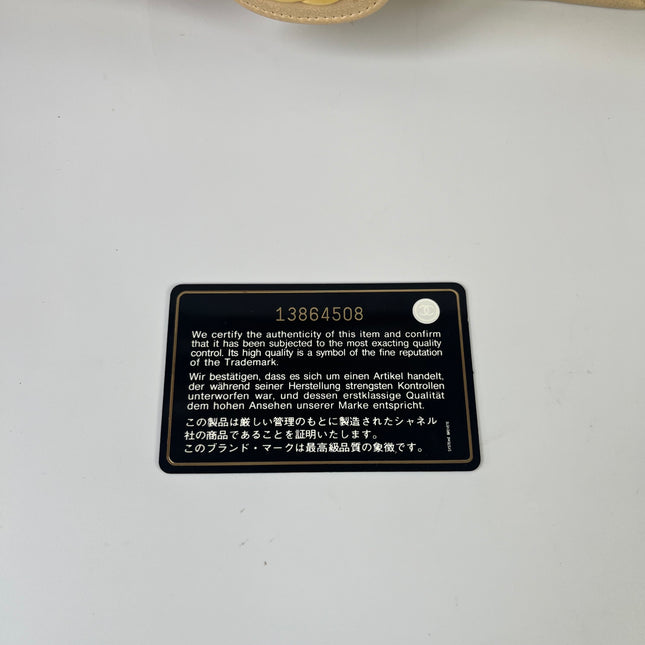 13864508
We certify the authenticity of this item and confirm
that it has been subjected to the most exacting quality
control. Its high quality is a symbol of the fine reputation
of the Trademark.
Wir bestätigen, dass es sich um einen Artikel handelt,
der während seiner Herstellung strengsten Kontrollen
unterworfen war, und dessen erstklassige Qualität
dem hohen Ansehen unserer Marke entspricht.
この製品は厳しい管理のもとに製造されたシャネル
社の商品であることを証明いたします。
このブランド・マークは最高級品質の象徴です。